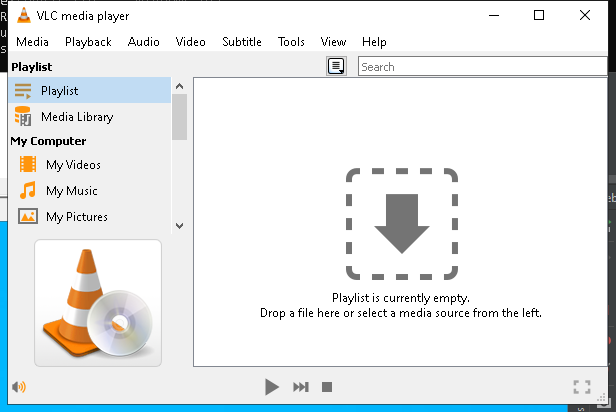 VLC media player
Media Playback Audio Video Subtitle Tools View Help
Playlist
Search
Playlist
Media Library
My Computer
My Videos
My Music
My Pictures
Playlist is currently empty.
Drop a file here or select a media source from the left.